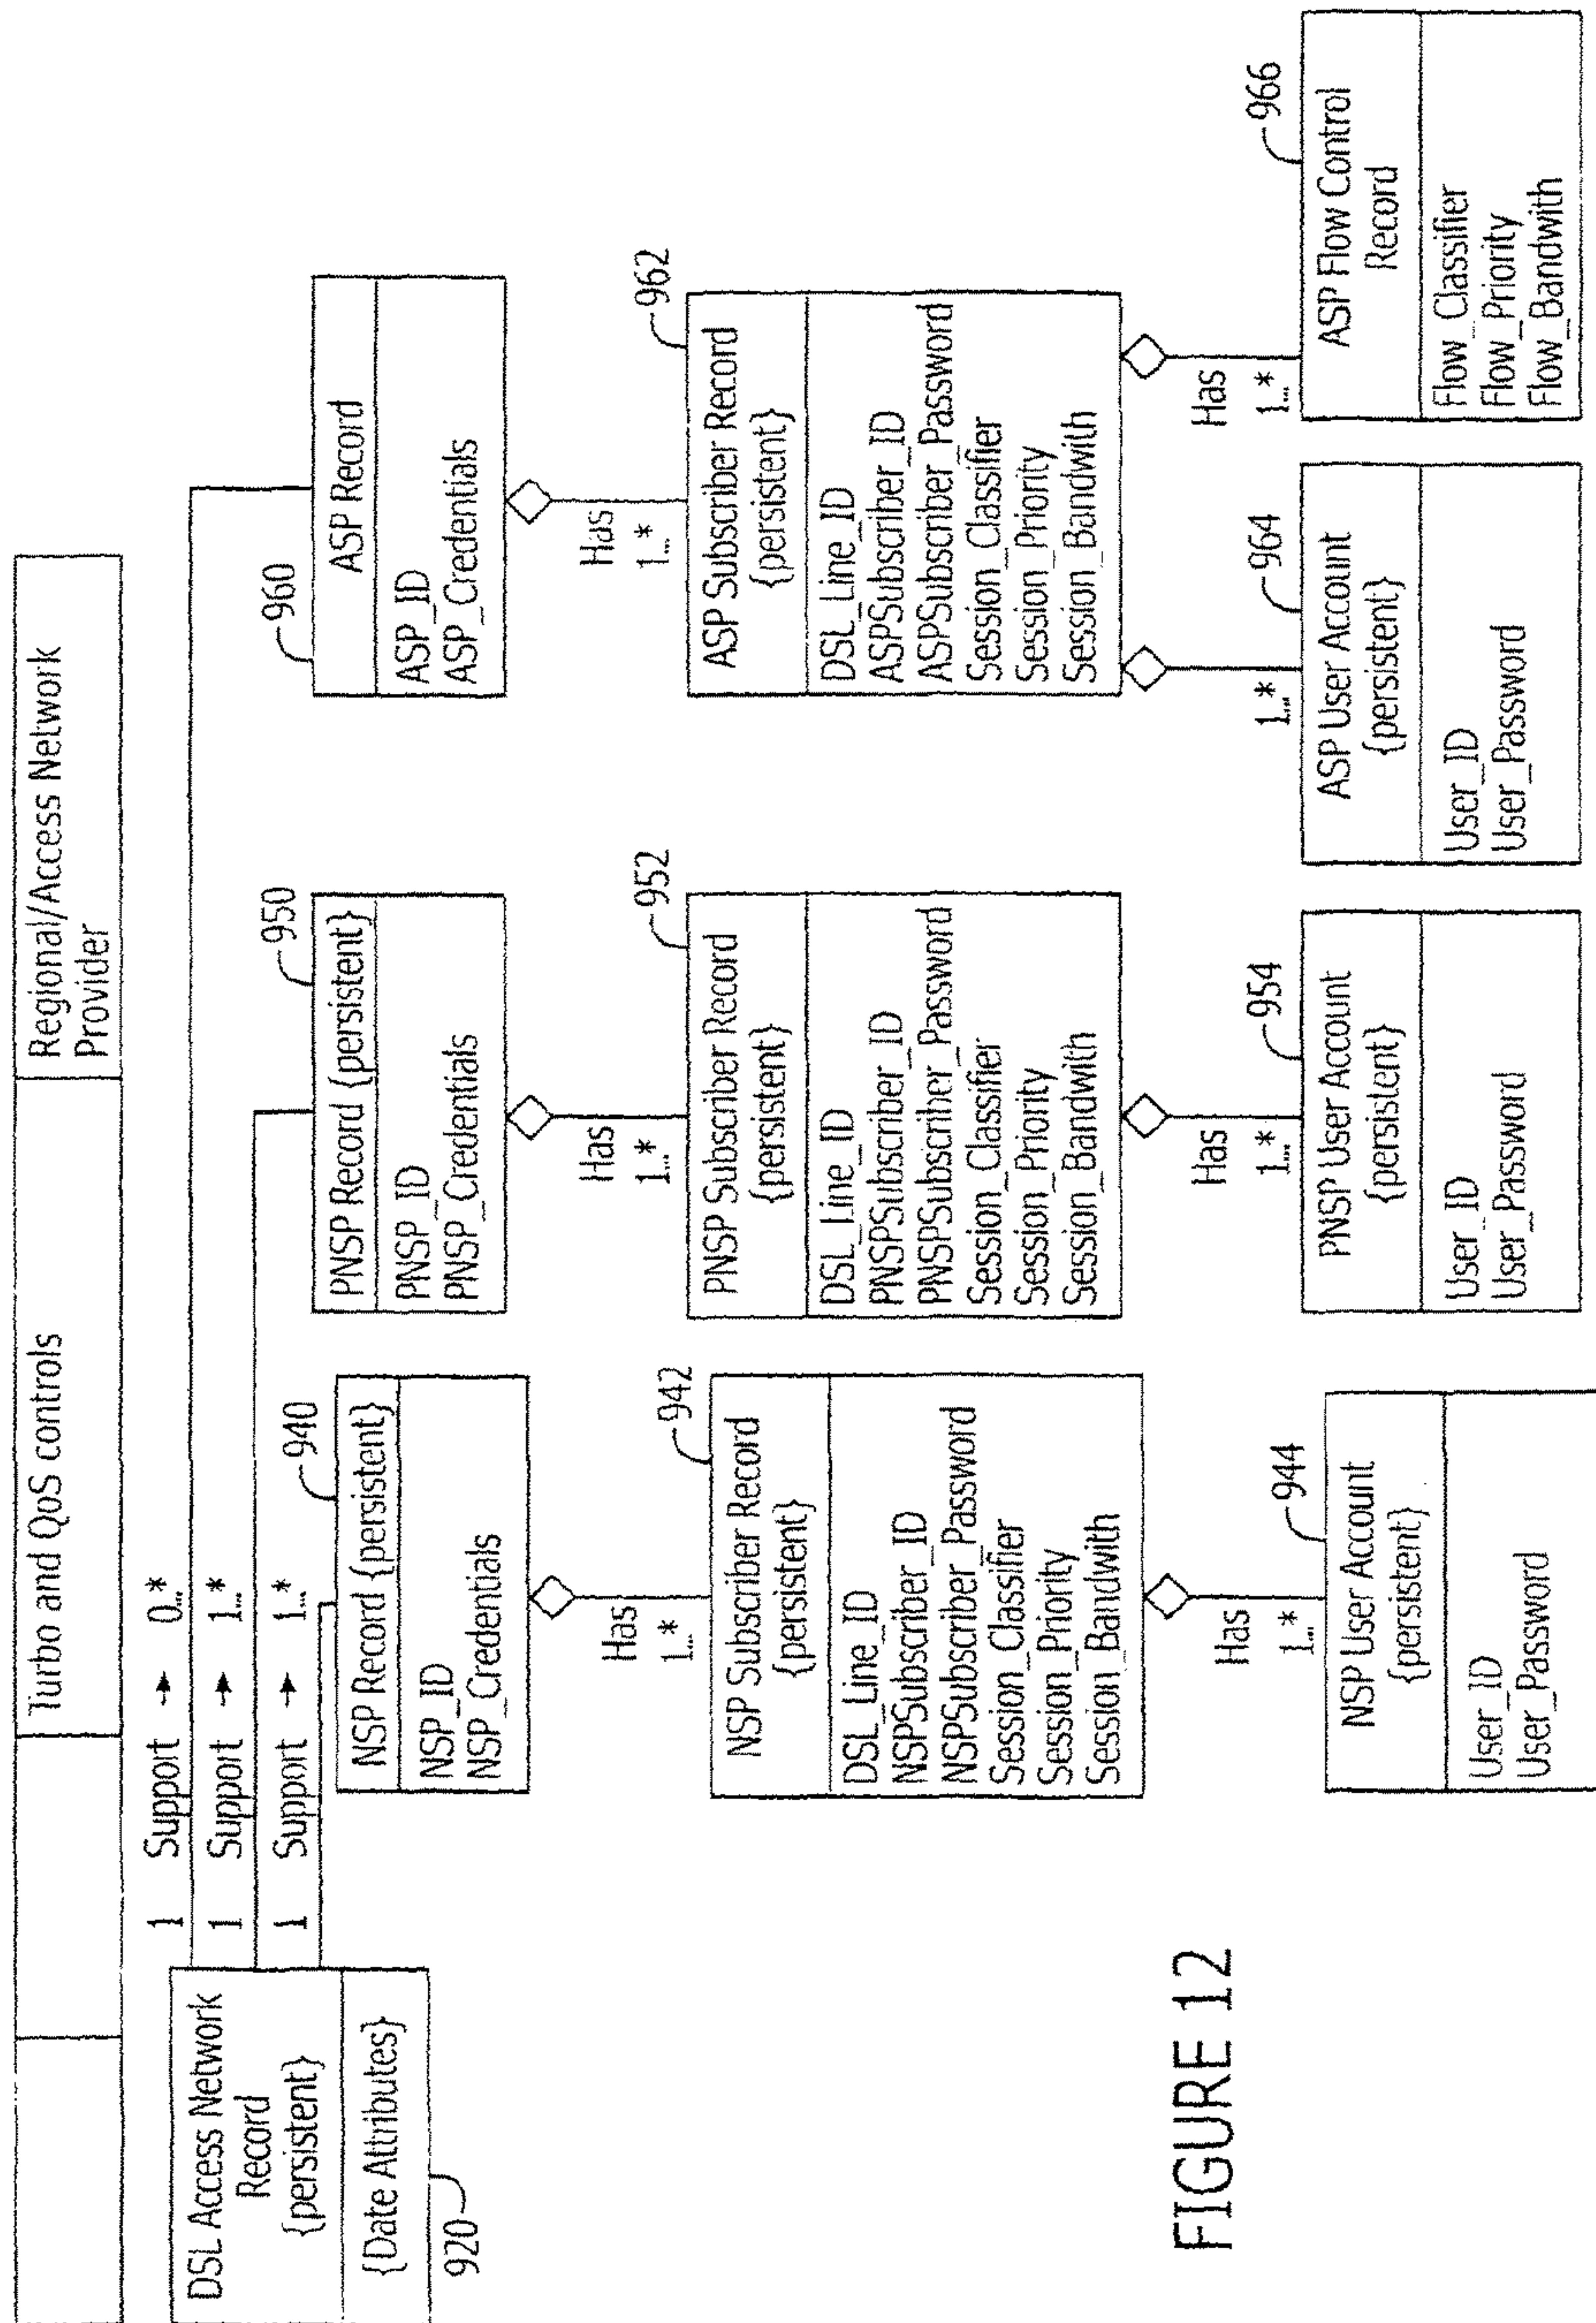 Turbo and QoS controls
Regional/Access Network
Provider
DSL Access Network
Record
{persistent}
{Date Attributes}
920
1 Support → 0...*
1 Support → 1...*
1 Support → 1...*
940
NSP Record {persistent}
NSP_ID
NSP_Credentials
Has
1...*
942
NSP Subscriber Record
{persistent}
DSL_Line_ID
NSPSubscriber_ID
NSPSubscriber_Password
Session_Classifier
Session_Priority
Session_Bandwith
Has
1...*
944
NSP User Account
{persistent}
User_ID
User_Password
950
PNSP Record {persistent}
PNSP_ID
PNSP_Credentials
Has
1...*
952
PNSP Subscriber Record
{persistent}
DSL_Line_ID
PNSPSubscriber_ID
PNSPSubscriber_Password
Session_Classifier
Session_Priority
Session_Bandwith
Has
1...*
954
PNSP User Account
{persistent}
User_ID
User_Password
960
ASP Record
ASP_ID
ASP_Credentials
Has
1...*
962
ASP Subscriber Record
{persistent}
DSL_Line_ID
ASPSubscriber_ID
ASPSubscriber_Password
Session_Classifier
Session_Priority
Session_Bandwith
1...*
964
ASP User Account
{persistent}
User_ID
User_Password
Has
1...*
966
ASP Flow Control
Record
Flow_Classifier
Flow_Priority
Flow_Bandwith
FIGURE 12